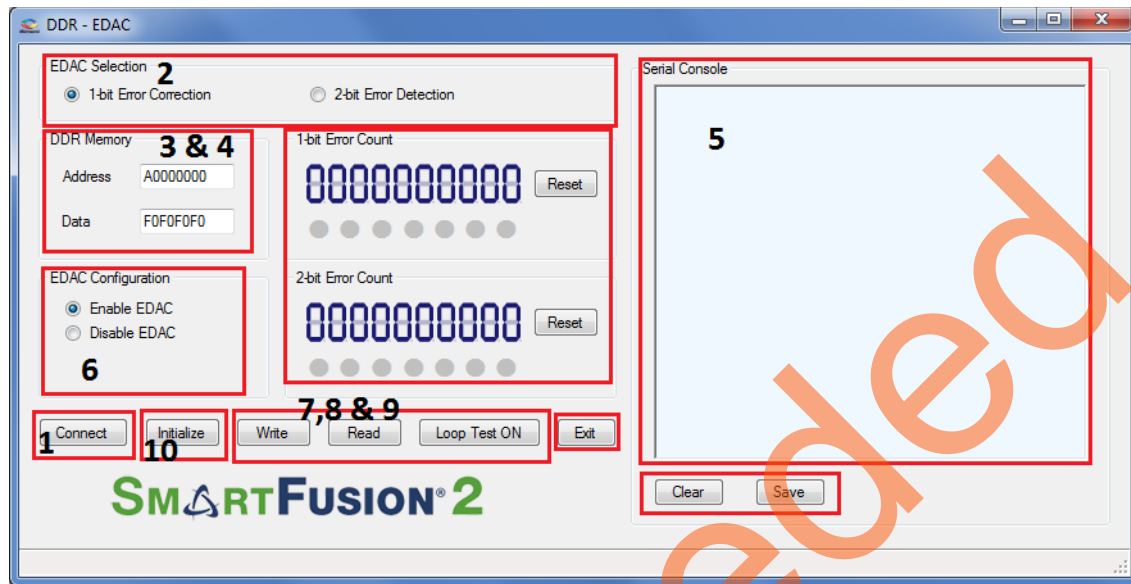 DDR - EDAC
EDAC Selection
2
1-bit Error Correction
2-bit Error Detection
DDR Memory
3 & 4
Address
A0000000
Data
F0F0F0F0
1-bit Error Count
0000000000
Reset
EDAC Configuration
Enable EDAC
Disable EDAC
6
2-bit Error Count
0000000000
Reset
7,8 & 9
Connect
1
Initialize
10
Write
Read
Loop Test ON
Exit
SMARTFUSION® 2
Serial Console
5
Clear
Save